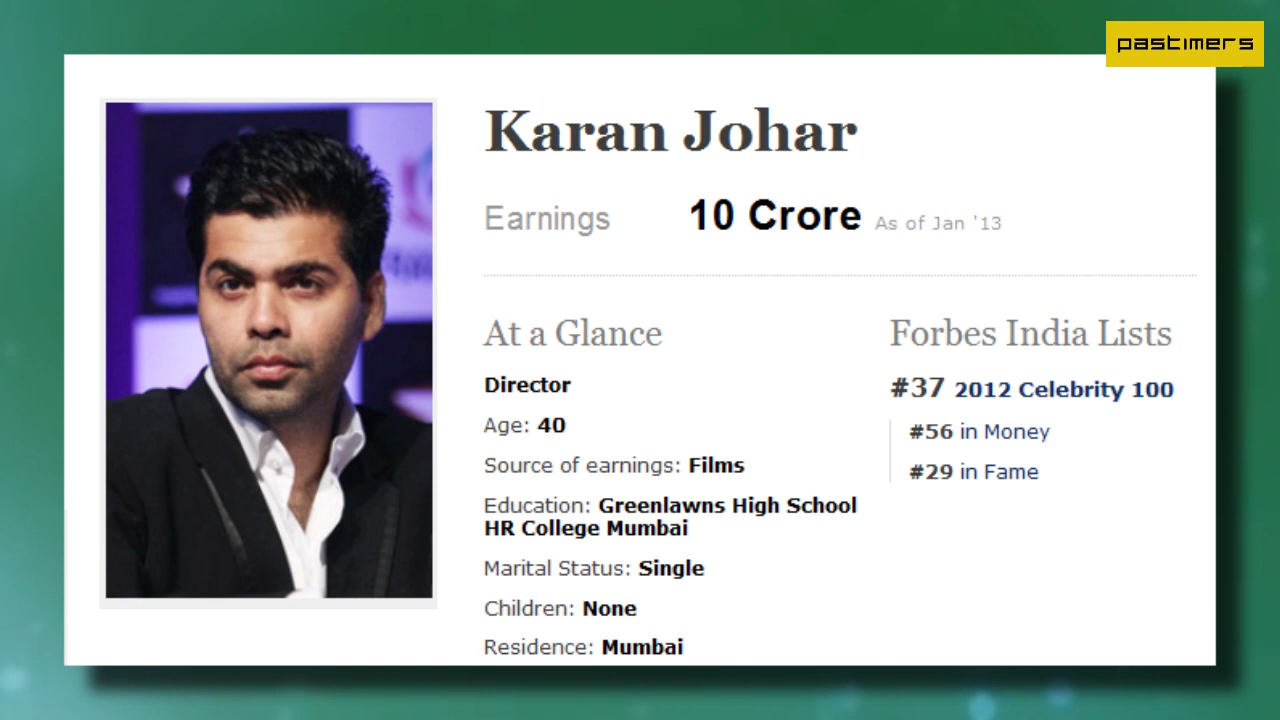 pastimers
Karan Johar
Earnings 10 Crore As of Jan '13
At a Glance
Director
Age: 40
Source of earnings: Films
Education: Greenlawns High School
HR College Mumbai
Marital Status: Single
Children: None
Residence: Mumbai
Forbes India Lists
#37 2012 Celebrity 100
#56 in Money
#29 in Fame